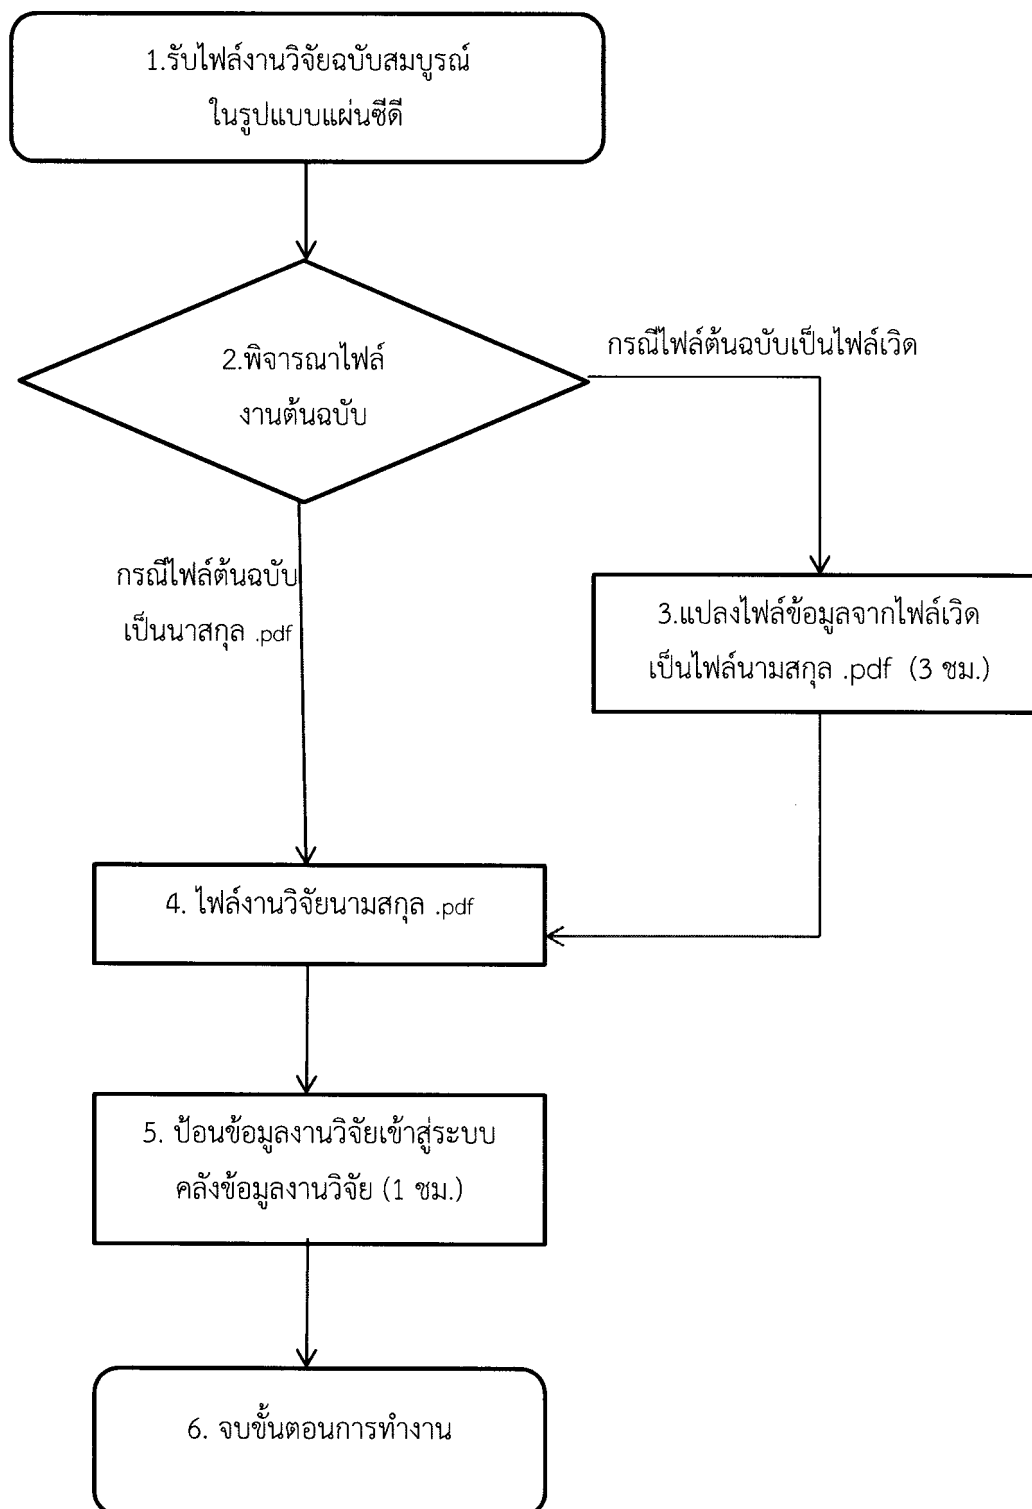 1.รับไฟล์งานวิจัยฉบับสมบูรณ์
ในรูปแบบแผ่นซีดี
2.พิจารณาไฟล์
งานต้นฉบับ
กรณีไฟล์ต้นฉบับเป็นไฟล์เวิด
กรณีไฟล์ต้นฉบับ
เป็นนาสกุล .pdf
3.แปลงไฟล์ข้อมูลจากไฟล์เวิด
เป็นไฟล์นามสกุล .pdf (3 ชม.)
4. ไฟล์งานวิจัยนามสกุล .pdf
5. ป้อนข้อมูลงานวิจัยเข้าสู่ระบบ
คลังข้อมูลงานวิจัย (1 ชม.)
6. จบขั้นตอนการทำงาน